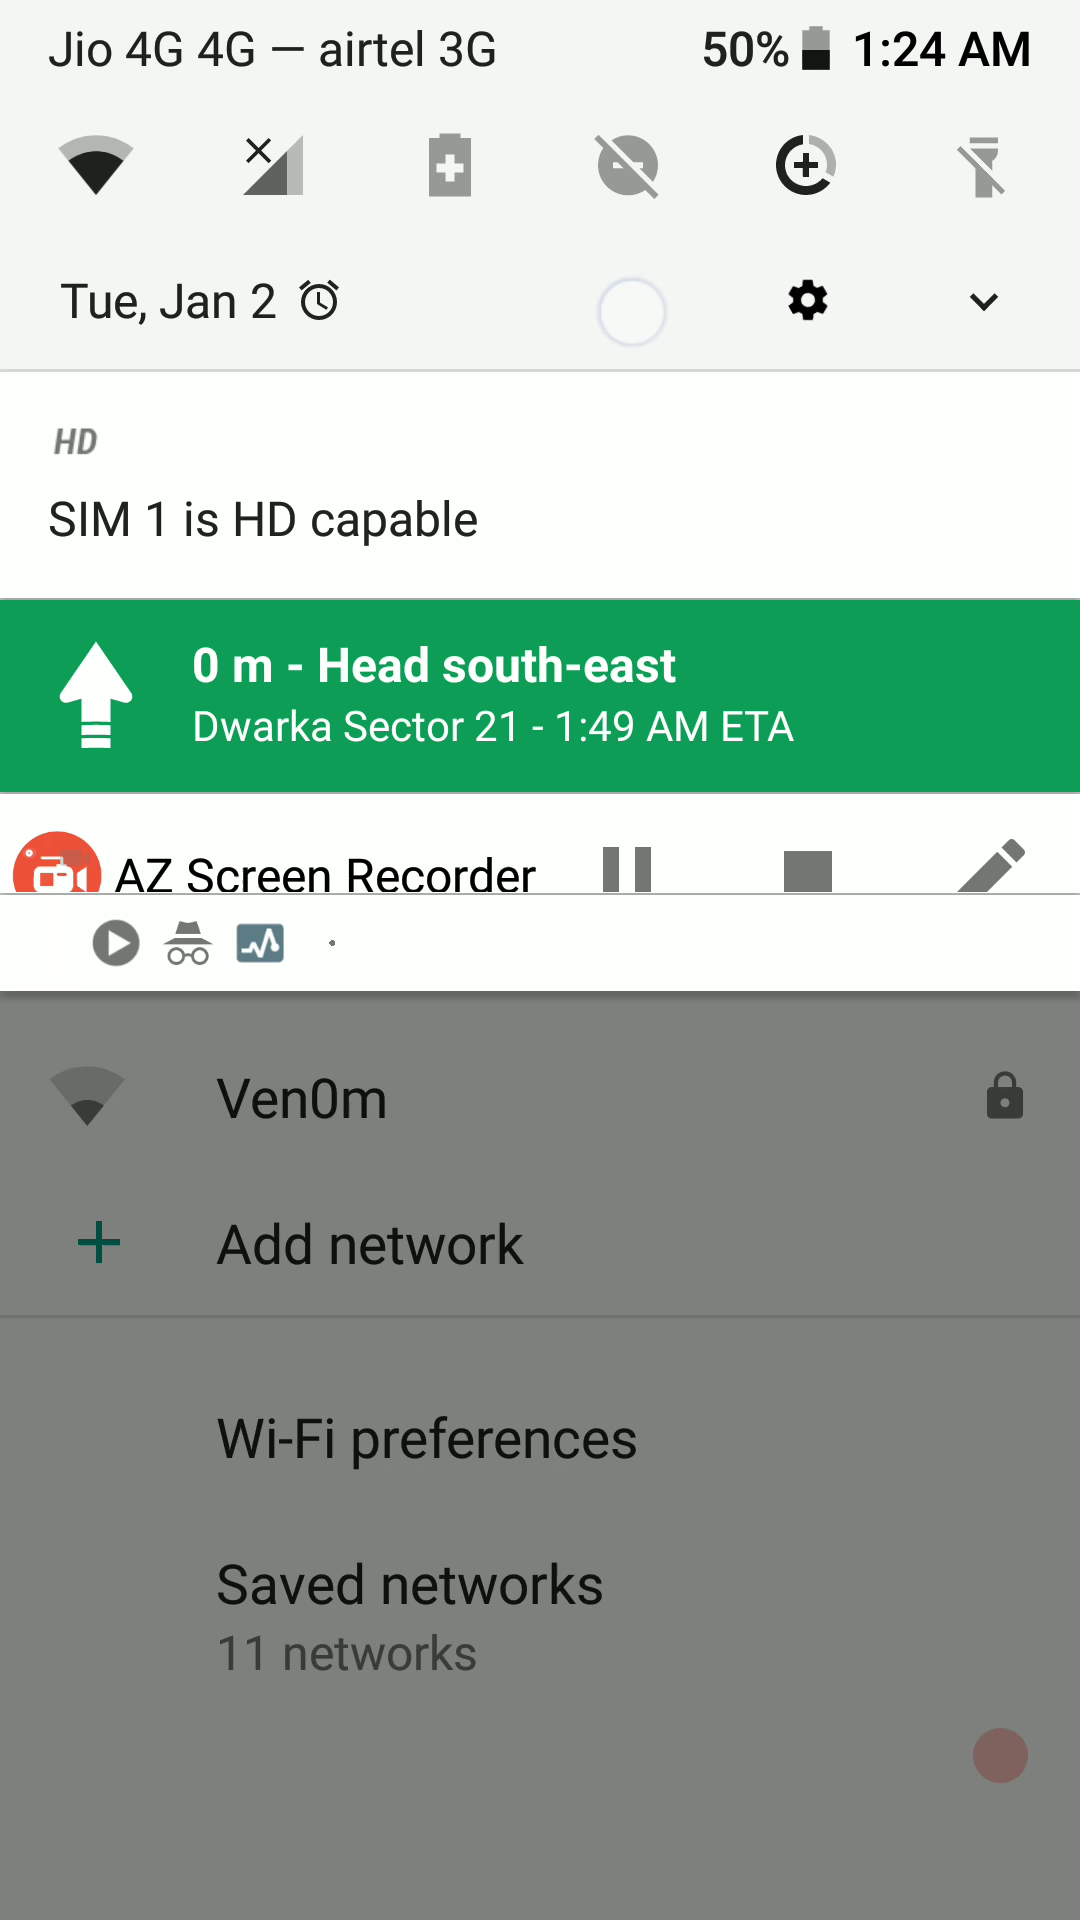 Jio 4G 4G — airtel 3G 50% 1:24 AM
Tue, Jan 2
HD
SIM 1 is HD capable
0 m - Head south-east
Dwarka Sector 21 - 1:49 AM ETA
AZ Screen Recorder
Ven0m
Add network
Wi-Fi preferences
Saved networks
11 networks